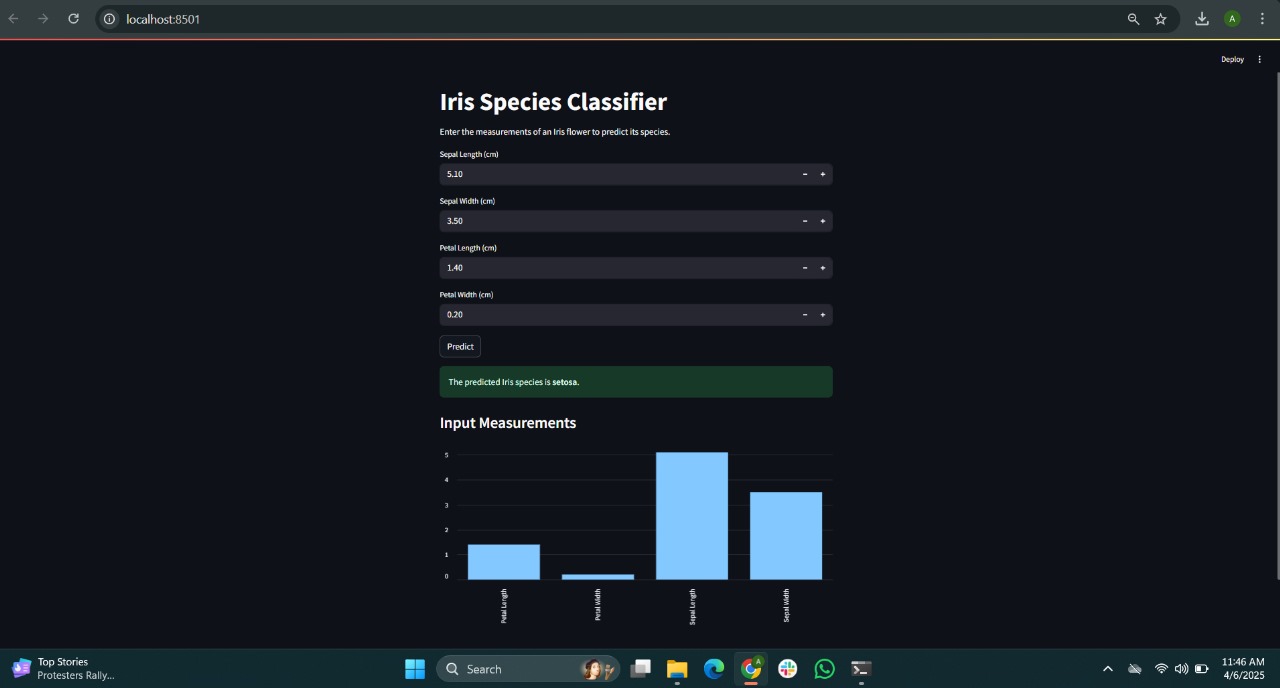 localhost:8501
A
Deploy
Iris Species Classifier
Enter the measurements of an Iris flower to predict its species.
Sepal Length (cm)
5.10 - +
Sepal Width (cm)
3.50 - +
Petal Length (cm)
1.40 - +
Petal Width (cm)
0.20 - +
Predict
The predicted Iris species is setosa.
Input Measurements
5
4
3
2
1
0
Petal Length
Petal Width
Sepal Length
Sepal Width
Top Stories
Protesters Rally...
Search
A
11:46 AM
4/6/2025